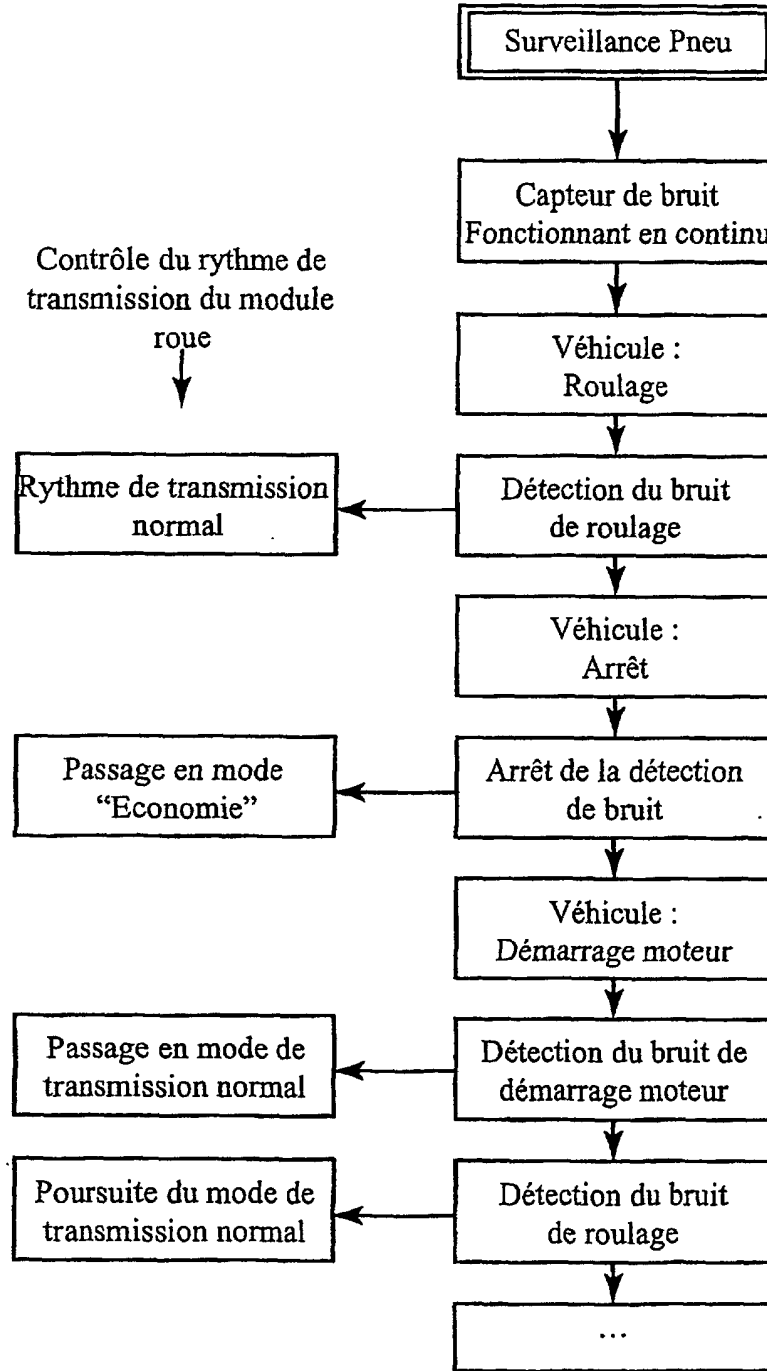 Surveillance Pneu
Capteur de bruit
Fonctionnant en continu
Contrôle du rythme de
transmission du module
roue
Véhicule :
Roulage
Rythme de transmission
normal
Détection du bruit
de roulage
Véhicule :
Arrêt
Passage en mode
“Economie”
Arrêt de la détection
de bruit
Véhicule :
Démarrage moteur
Passage en mode de
transmission normal
Détection du bruit de
démarrage moteur
Poursuite du mode de
transmission normal
Détection du bruit
de roulage
...